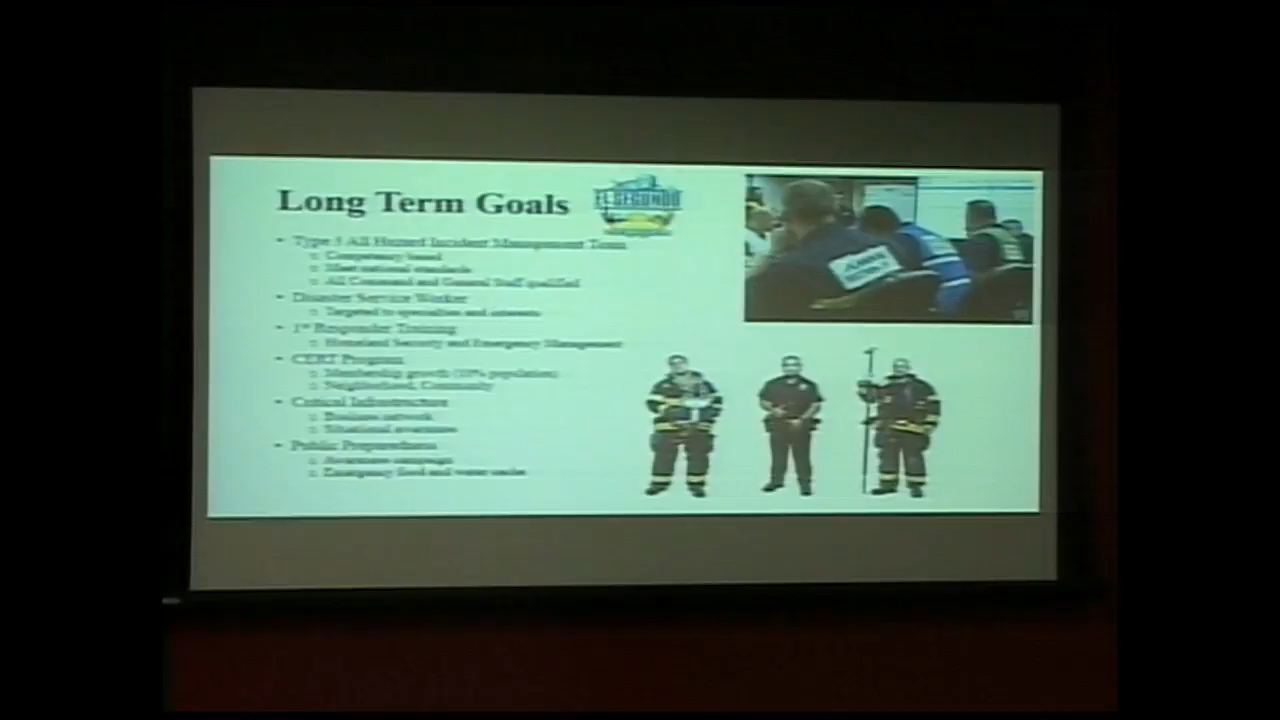 Long Term Goals
EL SEGUNDO
Type 3 All Hazard Incident Management Team
Competency based
Meet national standards
All Command and General Staff qualified
Disaster Service Worker
Targeted to specialties and interests
1st Responder Training
Homeland Security and Emergency Management
CERT Program
Membership growth (10% population)
Neighborhood, Community
Critical Infrastructure
Business network
Situational awareness
Public Preparedness
Awareness campaign
Emergency food and water